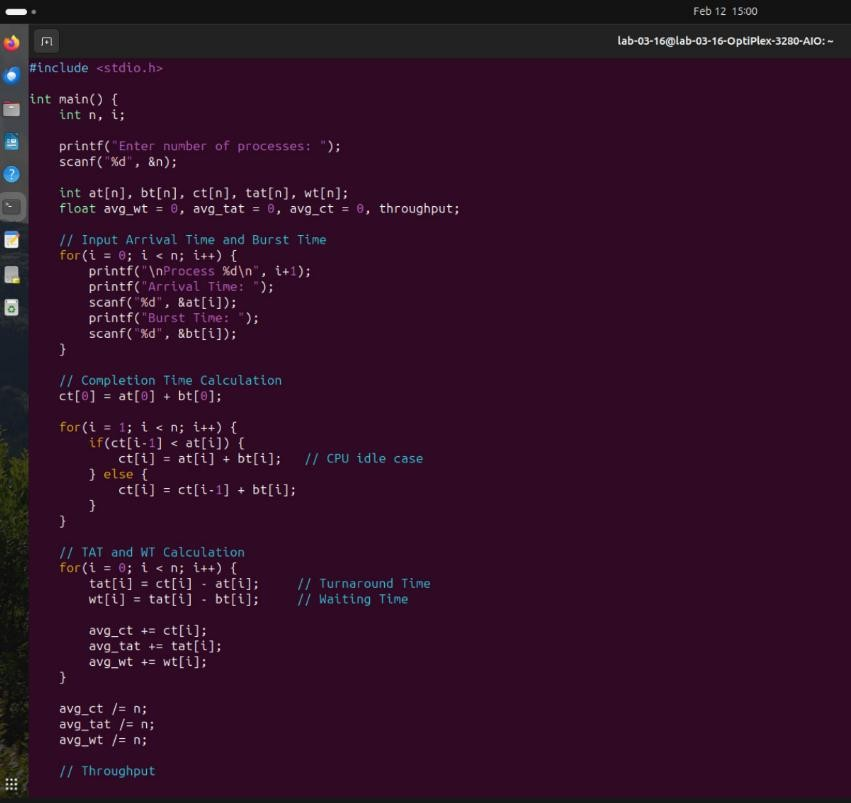 Feb 12 15:00
lab-03-16@lab-03-16-OptiPlex-3280-AIO: ~
#include <stdio.h>
int main() {
    int n, i;
    printf("Enter number of processes: ");
    scanf("%d", &n);
    int at[n], bt[n], ct[n], tat[n], wt[n];
    float avg_wt = 0, avg_tat = 0, avg_ct = 0, throughput;
    // Input Arrival Time and Burst Time
    for(i = 0; i < n; i++) {
        printf("\nProcess %d\n", i+1);
        printf("Arrival Time: ");
        scanf("%d", &at[i]);
        printf("Burst Time: ");
        scanf("%d", &bt[i]);
    }
    // Completion Time Calculation
    ct[0] = at[0] + bt[0];
    for(i = 1; i < n; i++) {
        if(ct[i-1] < at[i]) {
            ct[i] = at[i] + bt[i];   // CPU idle case
        } else {
            ct[i] = ct[i-1] + bt[i];
        }
    }
    // TAT and WT Calculation
    for(i = 0; i < n; i++) {
        tat[i] = ct[i] - at[i];     // Turnaround Time
        wt[i] = tat[i] - bt[i];     // Waiting Time
        avg_ct += ct[i];
        avg_tat += tat[i];
        avg_wt += wt[i];
    }
    avg_ct /= n;
    avg_tat /= n;
    avg_wt /= n;
    // Throughput